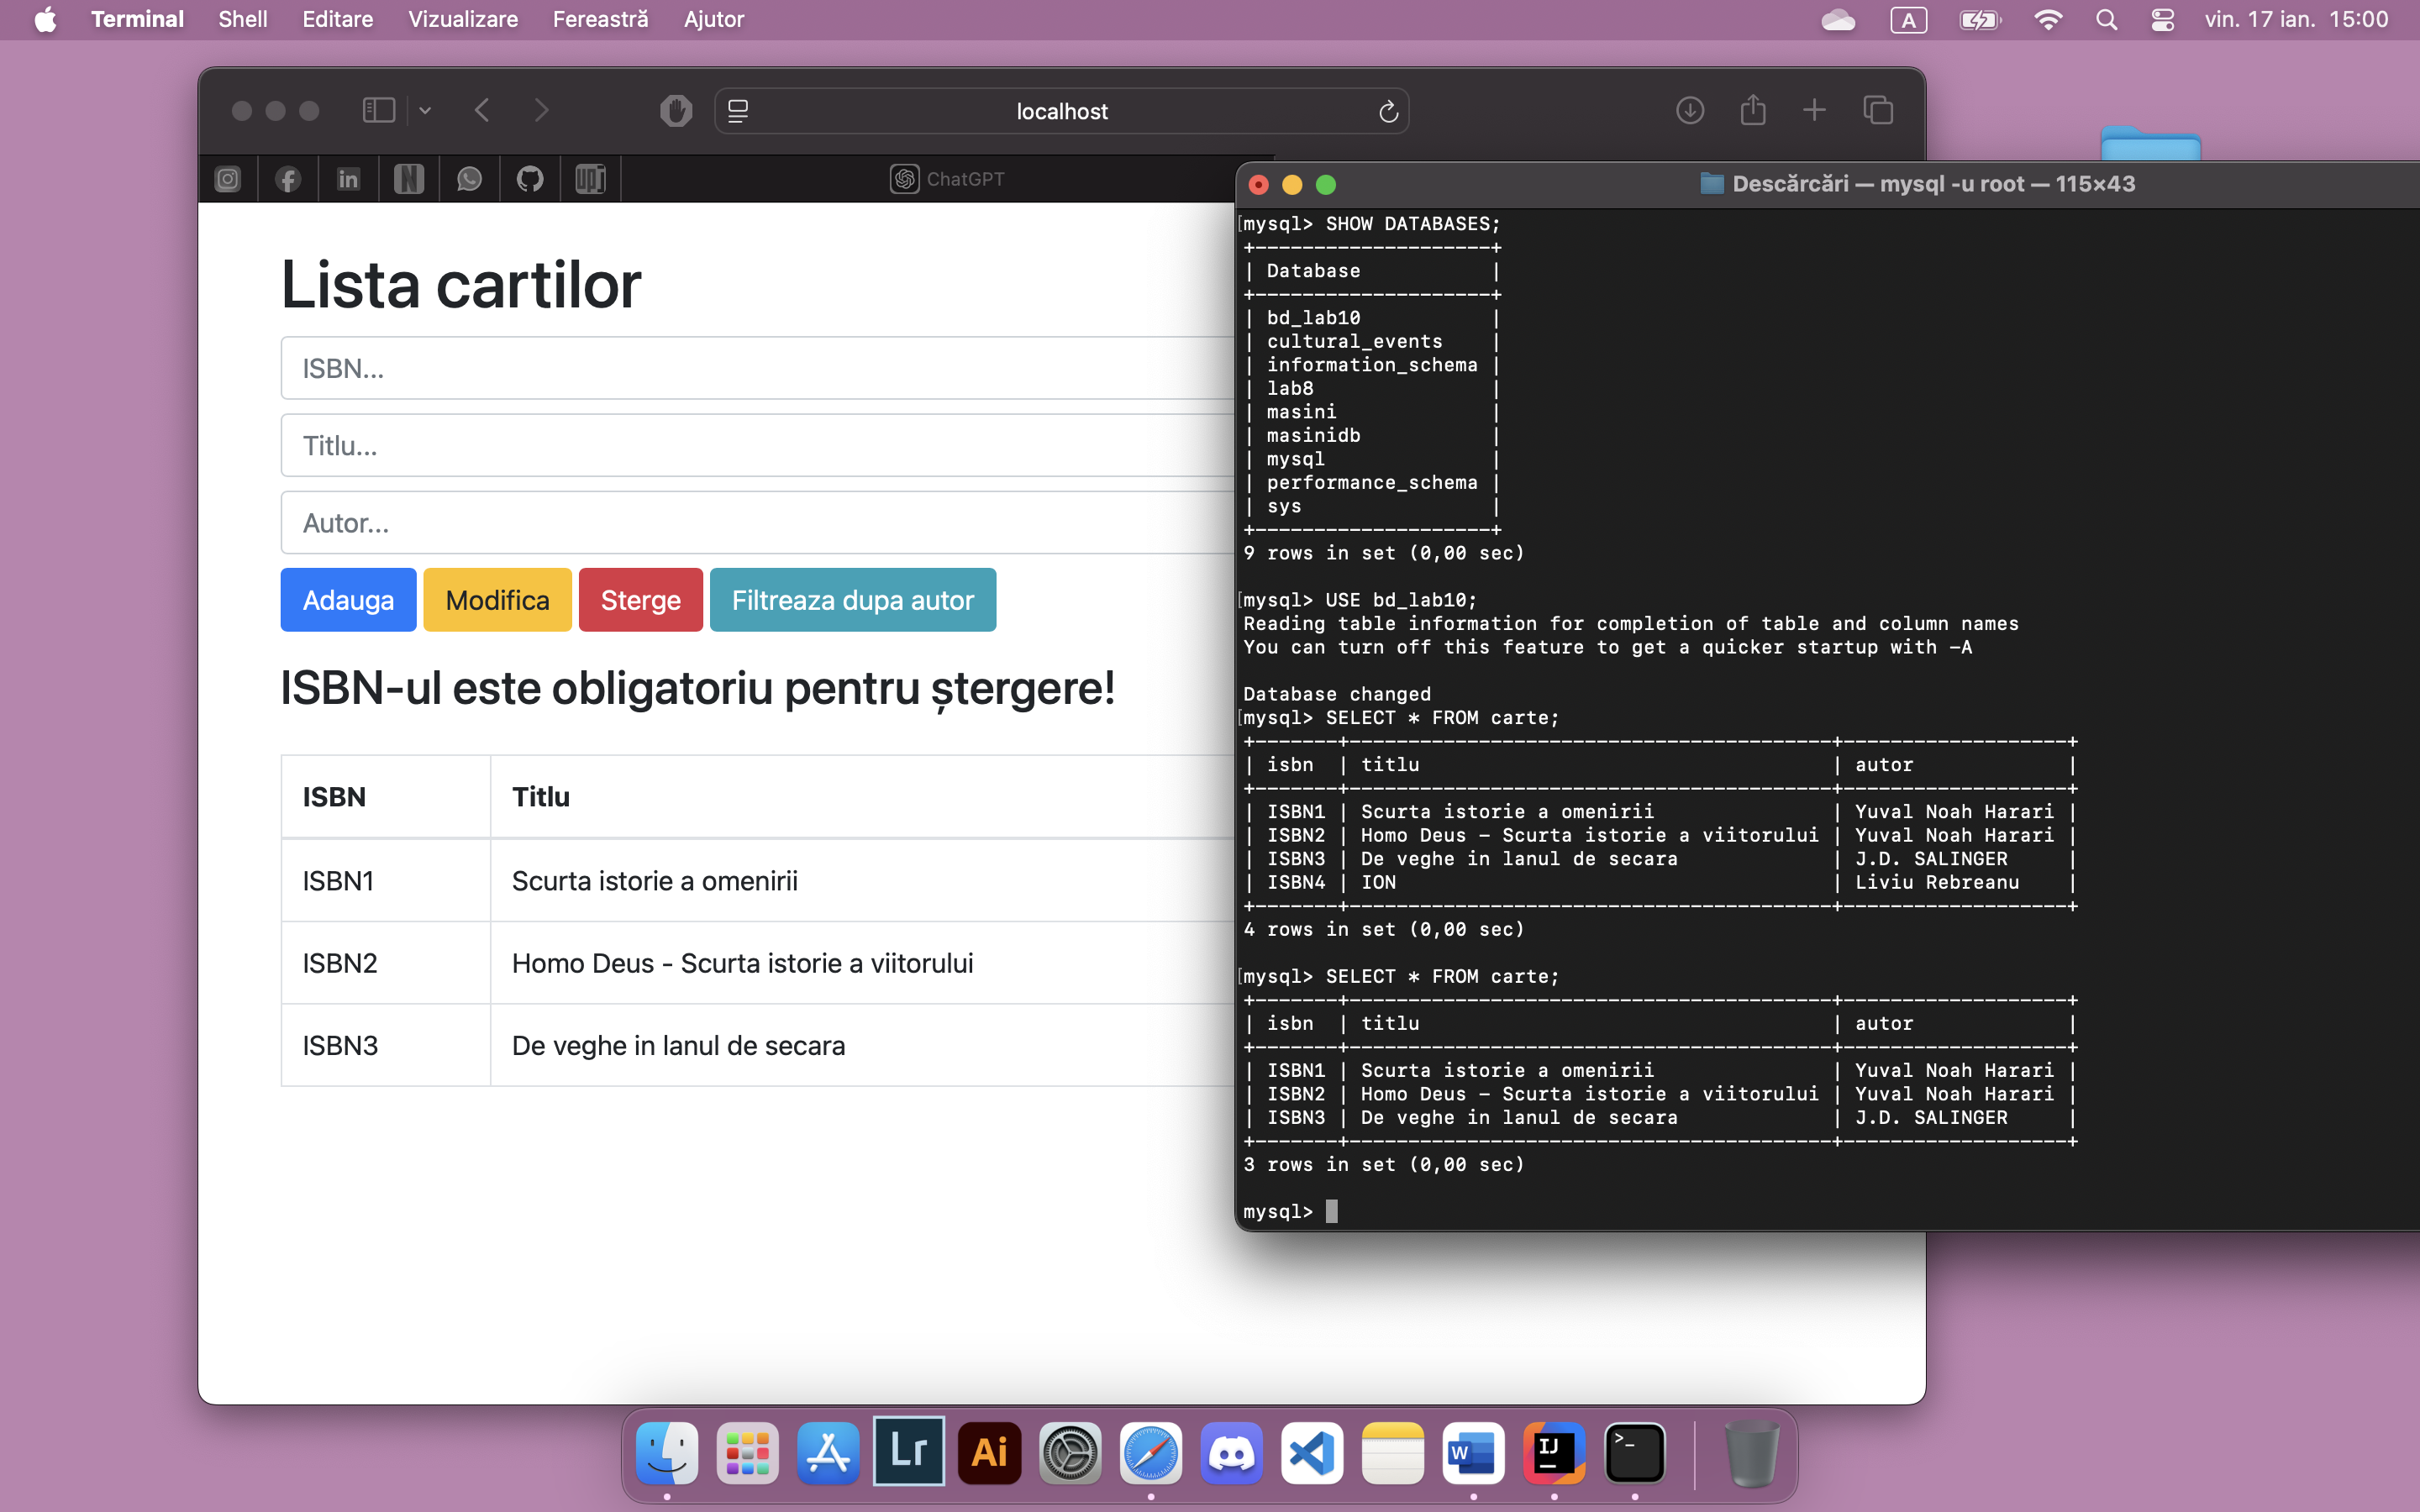 Terminal Shell Editare Vizualizare Fereastră Ajutor A vin. 17 ian. 15:00
localhost
ChatGPT
Lista cartilor
ISBN...
Titlu...
Autor...
Adauga Modifica Sterge Filtreaza dupa autor
ISBN-ul este obligatoriu pentru ștergere!
ISBN Titlu
ISBN1 Scurta istorie a omenirii
ISBN2 Homo Deus - Scurta istorie a viitorului
ISBN3 De veghe in lanul de secara
Descărcări — mysql -u root — 115×43
mysql> SHOW DATABASES;
+--------------------+
| Database           |
+--------------------+
| bd_lab10           |
| cultural_events    |
| information_schema |
| lab8               |
| masini             |
| masinidb           |
| mysql              |
| performance_schema |
| sys                |
+--------------------+
9 rows in set (0,00 sec)
mysql> USE bd_lab10;
Reading table information for completion of table and column names
You can turn off this feature to get a quicker startup with -A
Database changed
mysql> SELECT * FROM carte;
+-------+-----------------------------------------+------------------+
| isbn  | titlu                                   | autor            |
+-------+-----------------------------------------+------------------+
| ISBN1 | Scurta istorie a omenirii               | Yuval Noah Harari |
| ISBN2 | Homo Deus - Scurta istorie a viitorului | Yuval Noah Harari |
| ISBN3 | De veghe in lanul de secara             | J.D. SALINGER    |
| ISBN4 | ION                                     | Liviu Rebreanu   |
+-------+-----------------------------------------+------------------+
4 rows in set (0,00 sec)
mysql> SELECT * FROM carte;
+-------+-----------------------------------------+------------------+
| isbn  | titlu                                   | autor            |
+-------+-----------------------------------------+------------------+
| ISBN1 | Scurta istorie a omenirii               | Yuval Noah Harari |
| ISBN2 | Homo Deus - Scurta istorie a viitorului | Yuval Noah Harari |
| ISBN3 | De veghe in lanul de secara             | J.D. SALINGER    |
+-------+-----------------------------------------+------------------+
3 rows in set (0,00 sec)
mysql>
Lr Ai W IJ >_